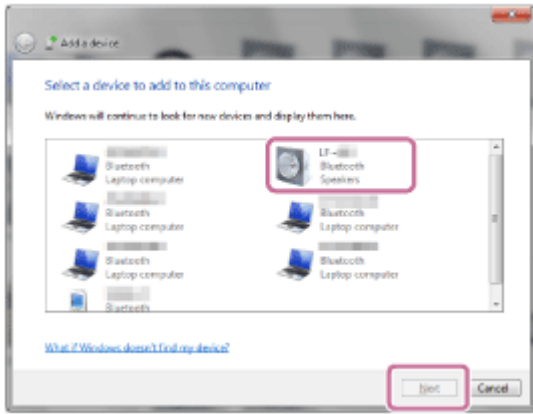 Add a device
Select a device to add to this computer
Windows will continue to look for new devices and display them here.
Bluetooth
Laptop computer
LF-
Bluetooth
Speakers
Bluetooth
Laptop computer
Bluetooth
Laptop computer
Bluetooth
Laptop computer
Bluetooth
Laptop computer
Bluetooth
What if Windows doesn't find my device?
Next
Cancel